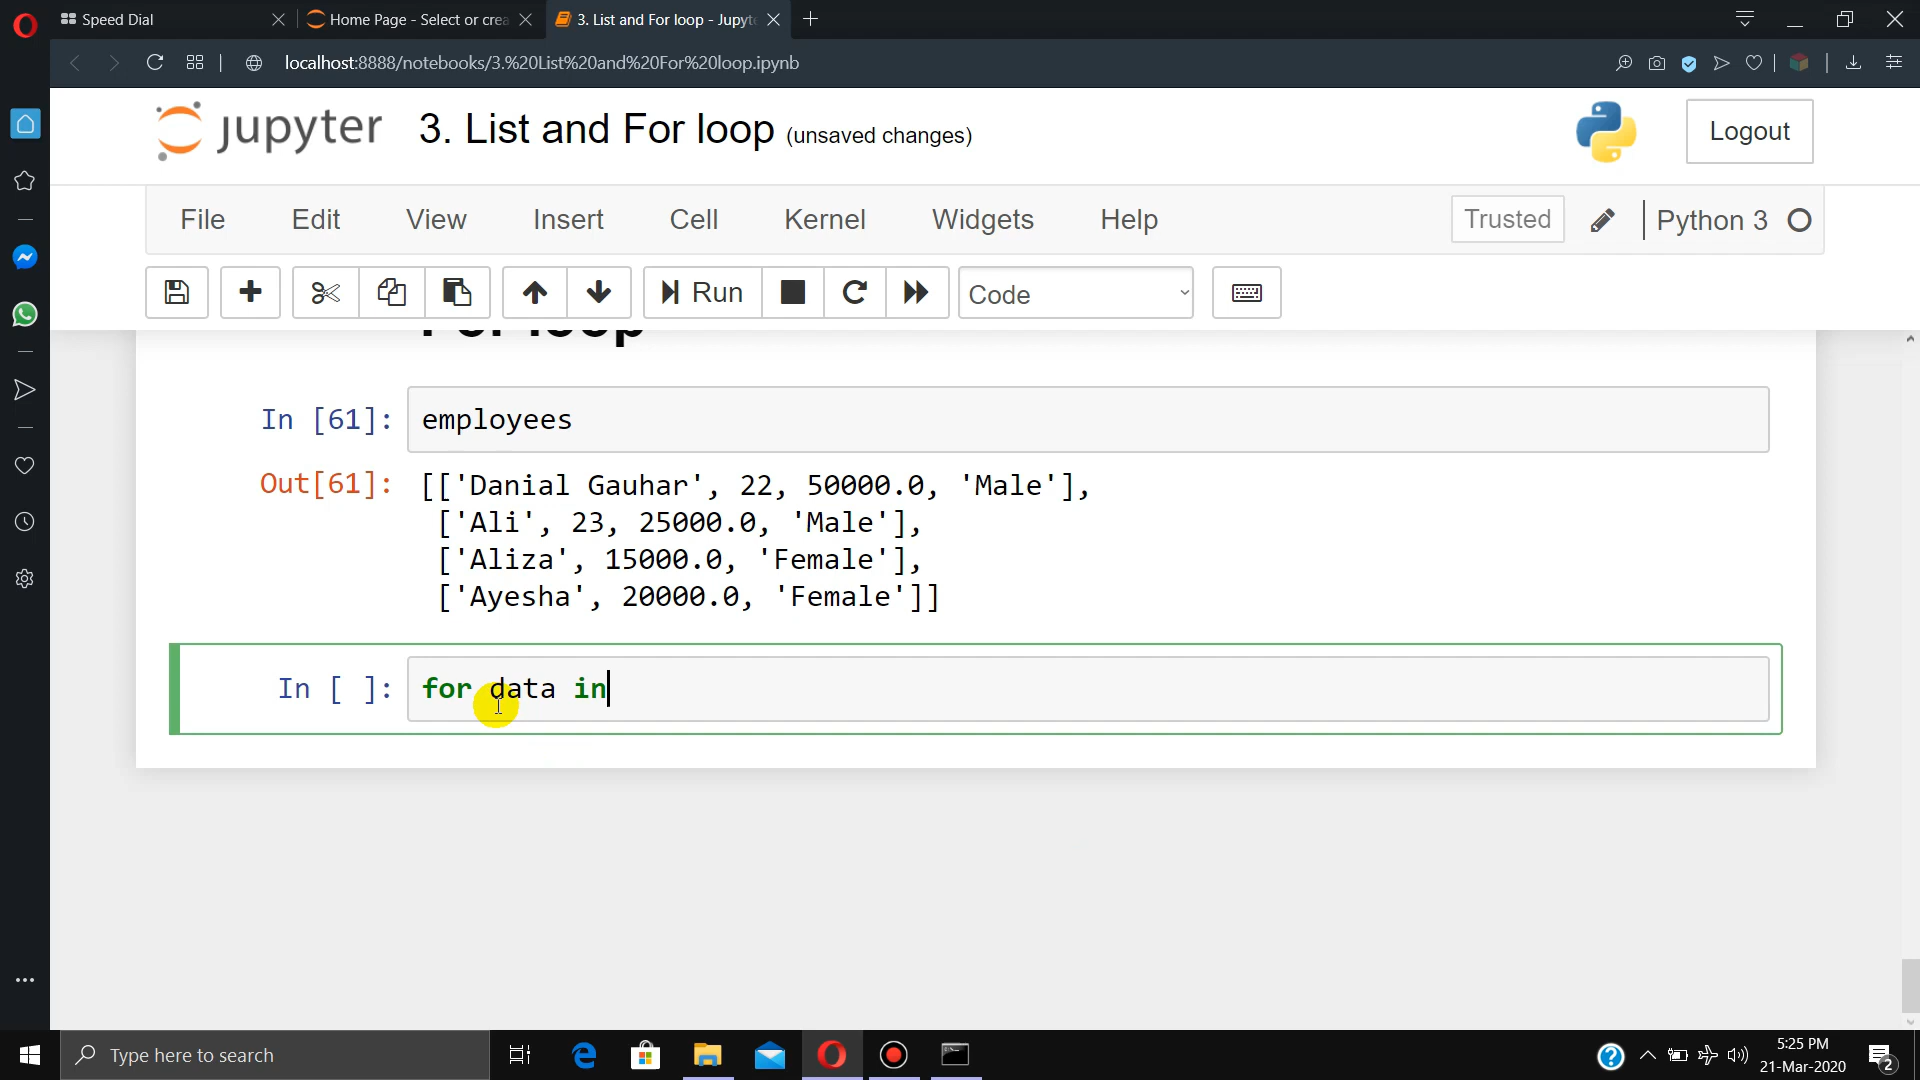 Speed Dial
Home Page - Select or crea
3. List and For loop - Jupyt
localhost:8888/notebooks/3.%20List%20and%20For%20loop.ipynb
jupyter 3. List and For loop (unsaved changes)
Logout
File Edit View Insert Cell Kernel Widgets Help
Trusted
Python 3
Run
Code
For loop
In [61]: employees
Out[61]: [['Danial Gauhar', 22, 50000.0, 'Male'],
['Ali', 23, 25000.0, 'Male'],
['Aliza', 15000.0, 'Female'],
['Ayesha', 20000.0, 'Female']]
In [ ]: for data in
Type here to search
5:25 PM
21-Mar-2020
2